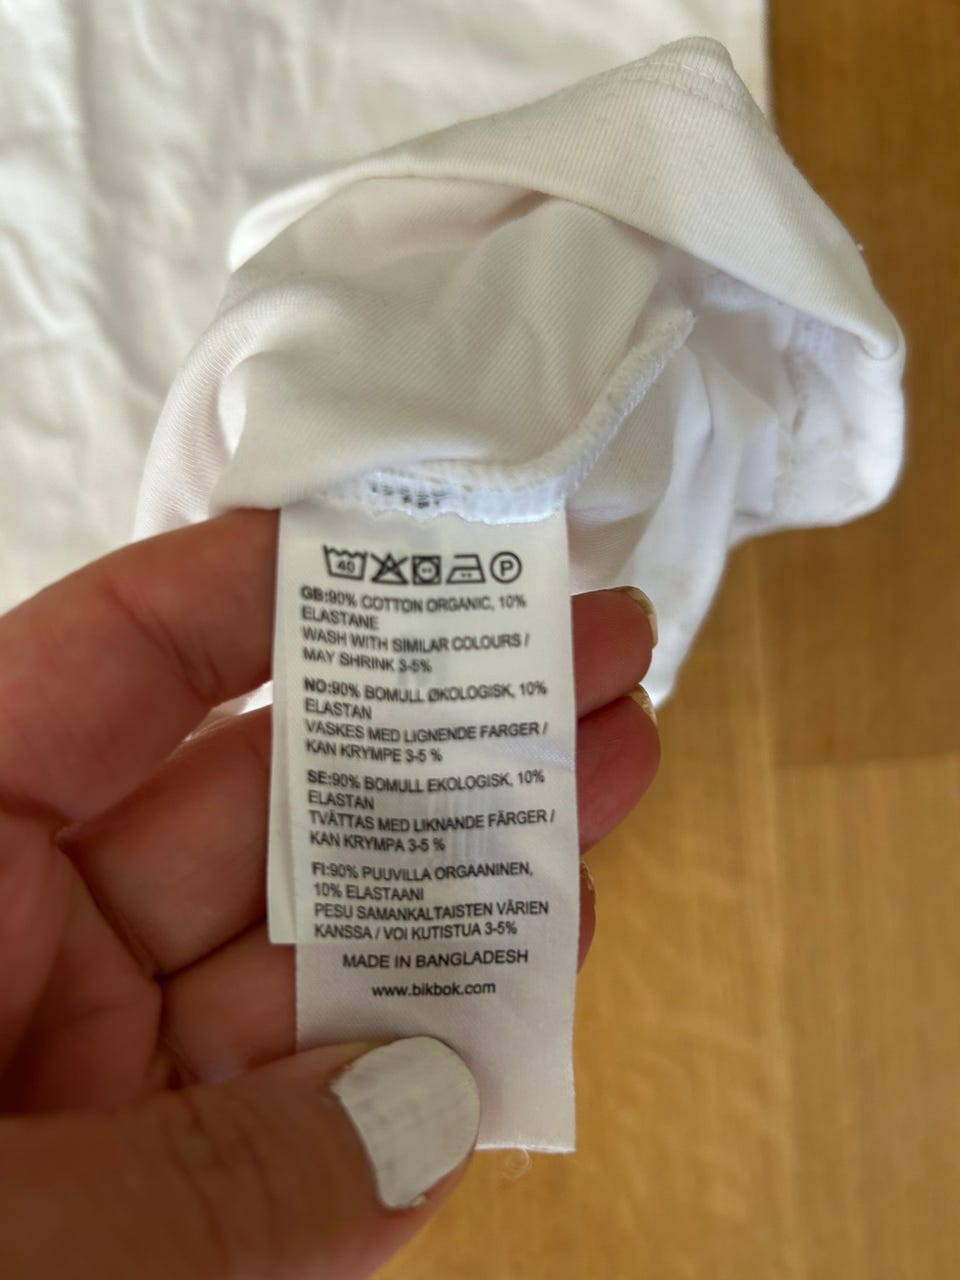 40 P
GB:90% COTTON ORGANIC, 10%
ELASTANE
WASH WITH SIMILAR COLOURS /
MAY SHRINK 3-5%
NO:90% BOMULL ØKOLOGISK, 10%
ELASTAN
VASKES MED LIGNENDE FARGER /
KAN KRYMPE 3-5 %
SE:90% BOMULL EKOLOGISK, 10%
ELASTAN
TVÄTTAS MED LIKNANDE FÄRGER /
KAN KRYMPA 3-5 %
FI:90% PUUVILLA ORGAANINEN,
10% ELASTAANI
PESU SAMANKALTAISTEN VÄRIEN
KANSSA / VOI KUTISTUA 3-5%
MADE IN BANGLADESH
www.bikbok.com